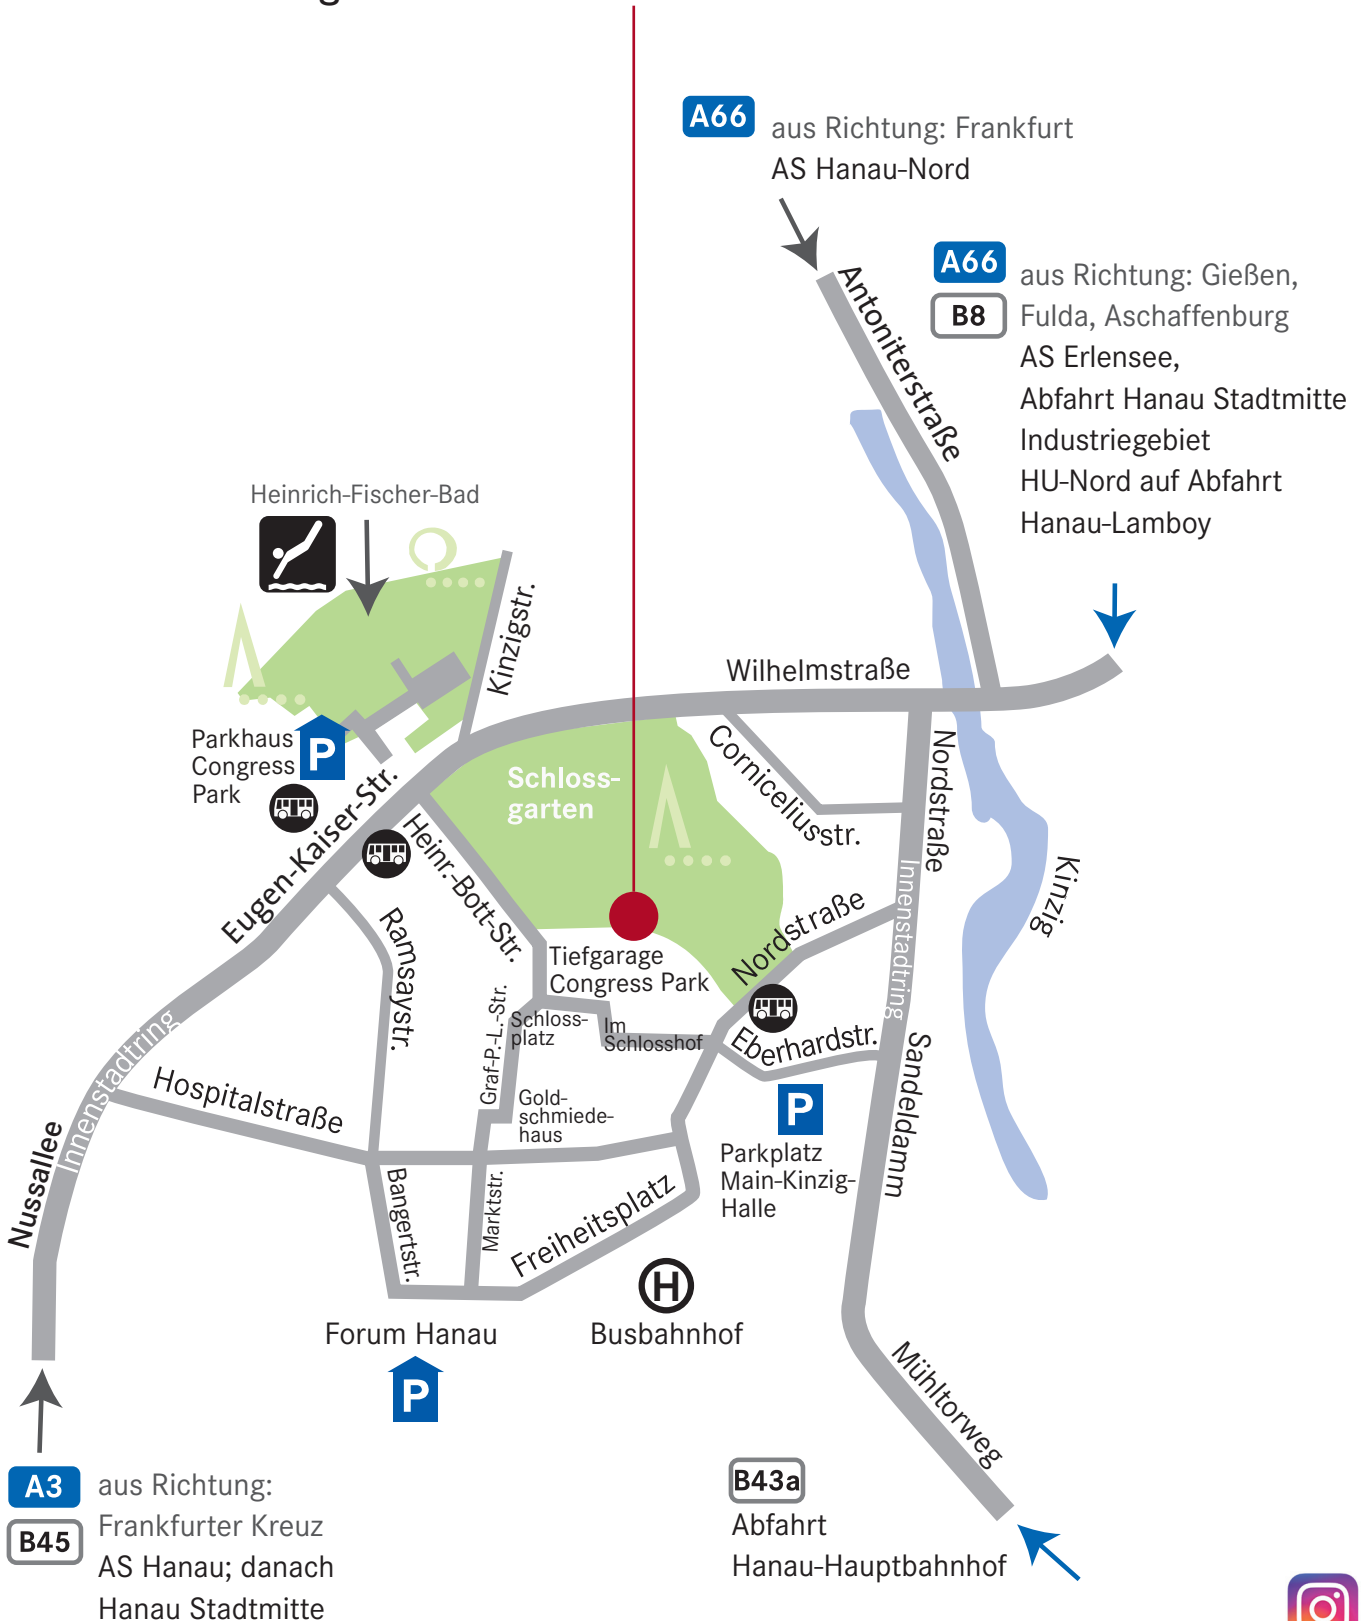 A66
aus Richtung: Frankfurt
AS Hanau-Nord
A66
B8
aus Richtung: Gießen,
Fulda, Aschaffenburg
AS Erlensee,
Abfahrt Hanau Stadtmitte
Industriegebiet
HU-Nord auf Abfahrt
Hanau-Lamboy
Antoniterstraße
Heinrich-Fischer-Bad
Kinzigstr.
Wilhelmstraße
Parkhaus
Congress
Park
P
Schloss-
garten
Corniceliusstr.
Nordstraße
Eugen-Kaiser-Str.
Heinr.-Bott-Str.
Kinzig
Innenstadtring
Ramsaystr.
Nordstraße
Tiefgarage
Congress Park
Graf-P.-L.-Str.
Schloss-
platz
Im
Schlosshof
Eberhardstr.
Sandeldamm
Innenstadtring
Hospitalstraße
Gold-
schmiede-
haus
P
Parkplatz
Main-Kinzig-
Halle
Nussallee
Bangertstr.
Marktstr.
Freiheitsplatz
H
Forum Hanau
Busbahnhof
P
Mühltorweg
A3
B45
aus Richtung:
Frankfurter Kreuz
AS Hanau; danach
Hanau Stadtmitte
B43a
Abfahrt
Hanau-Hauptbahnhof